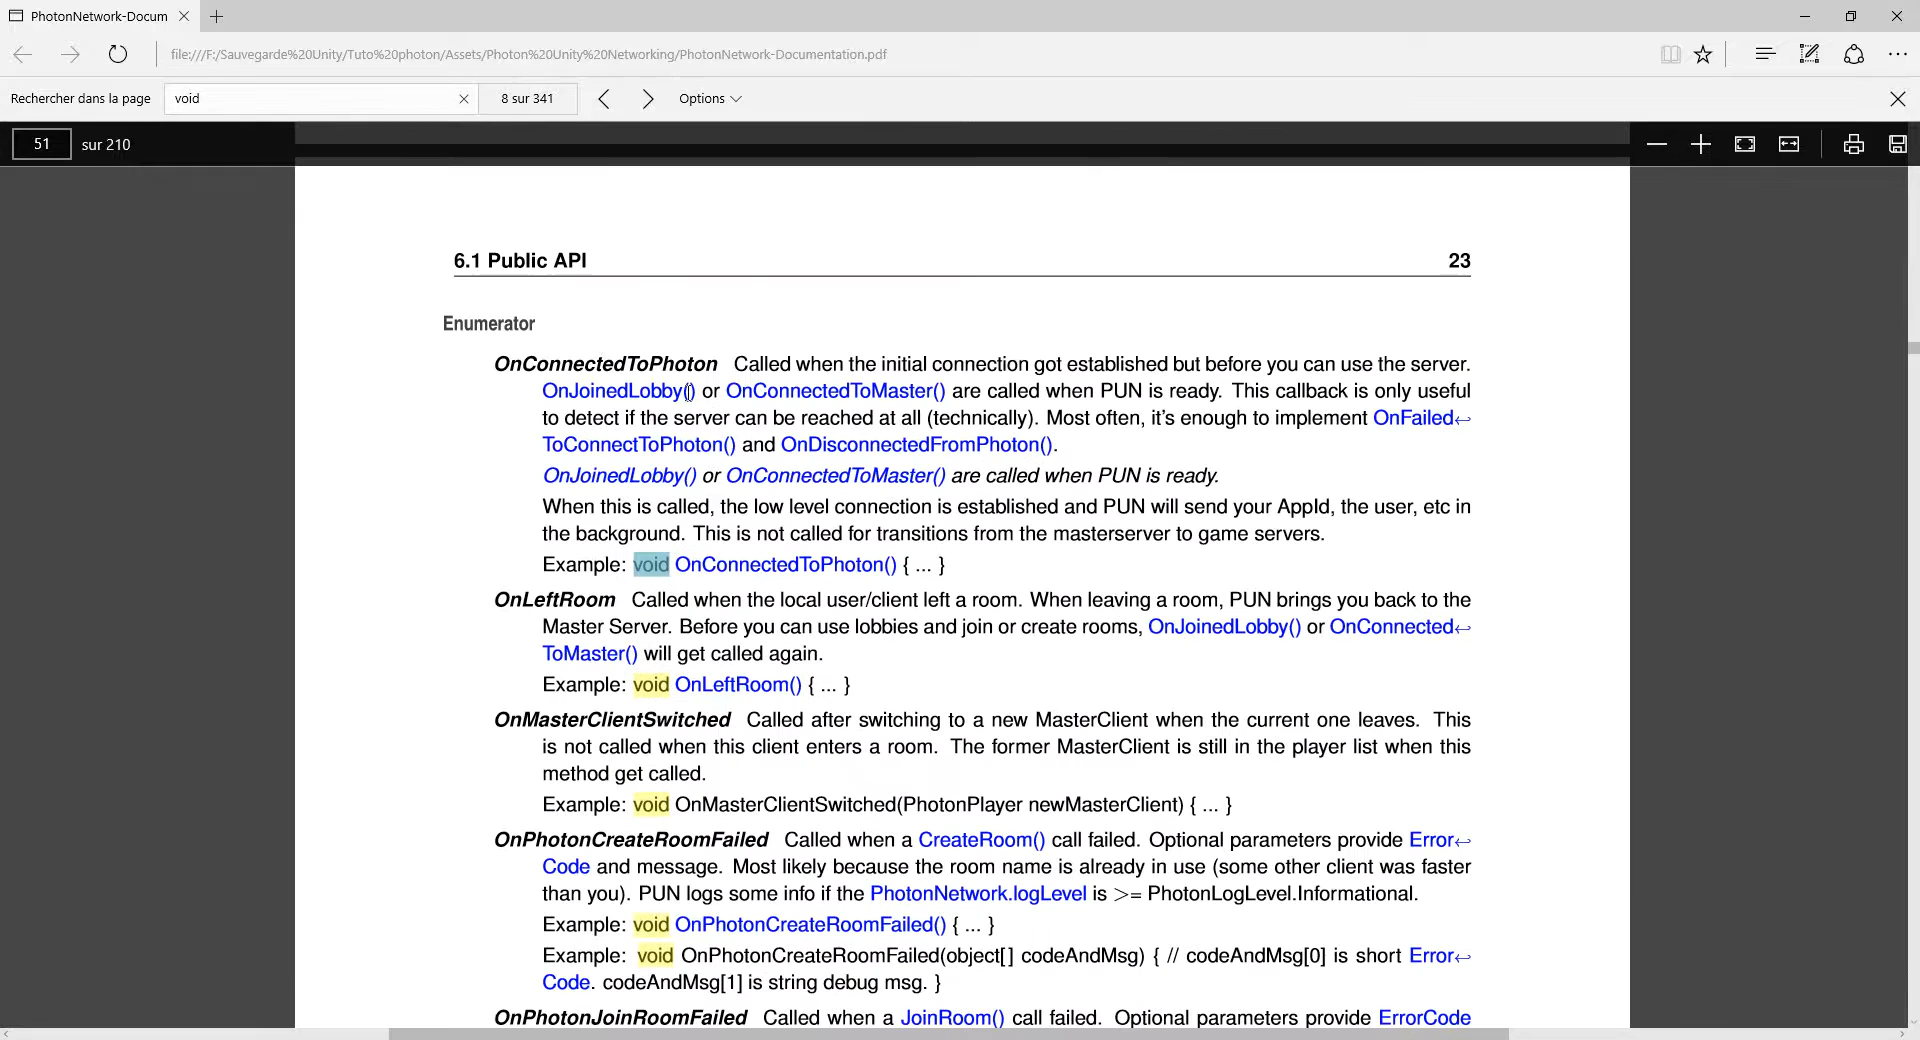 PhotonNetwork-Docum
file:///F:/Sauvegarde%20Unity/Tuto%20photon/Assets/Photon%20Unity%20Networking/PhotonNetwork-Documentation.pdf
Rechercher dans la page void 8 sur 341 Options
51 sur 210
6.1 Public API 23
Enumerator
OnConnectedToPhoton Called when the initial connection got established but before you can use the server.
OnJoinedLobby() or OnConnectedToMaster() are called when PUN is ready. This callback is only useful
to detect if the server can be reached at all (technically). Most often, it's enough to implement OnFailed↩
ToConnectToPhoton() and OnDisconnectedFromPhoton().
OnJoinedLobby() or OnConnectedToMaster() are called when PUN is ready.
When this is called, the low level connection is established and PUN will send your AppId, the user, etc in
the background. This is not called for transitions from the masterserver to game servers.
Example: void OnConnectedToPhoton() { ... }
OnLeftRoom Called when the local user/client left a room. When leaving a room, PUN brings you back to the
Master Server. Before you can use lobbies and join or create rooms, OnJoinedLobby() or OnConnected↩
ToMaster() will get called again.
Example: void OnLeftRoom() { ... }
OnMasterClientSwitched Called after switching to a new MasterClient when the current one leaves. This
is not called when this client enters a room. The former MasterClient is still in the player list when this
method get called.
Example: void OnMasterClientSwitched(PhotonPlayer newMasterClient) { ... }
OnPhotonCreateRoomFailed Called when a CreateRoom() call failed. Optional parameters provide Error↩
Code and message. Most likely because the room name is already in use (some other client was faster
than you). PUN logs some info if the PhotonNetwork.logLevel is >= PhotonLogLevel.Informational.
Example: void OnPhotonCreateRoomFailed() { ... }
Example: void OnPhotonCreateRoomFailed(object[] codeAndMsg) { // codeAndMsg[0] is short Error↩
Code. codeAndMsg[1] is string debug msg. }
OnPhotonJoinRoomFailed Called when a JoinRoom() call failed. Optional parameters provide ErrorCode